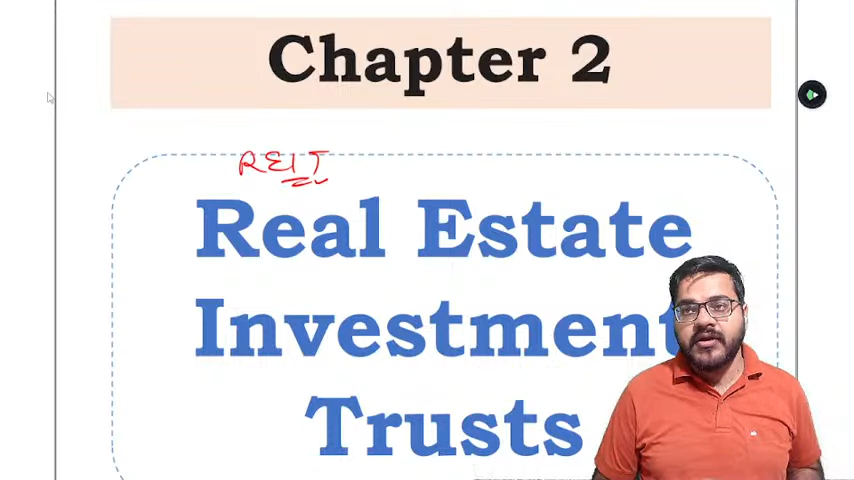 Chapter 2
REIT
Real Estate
Investment
Trusts